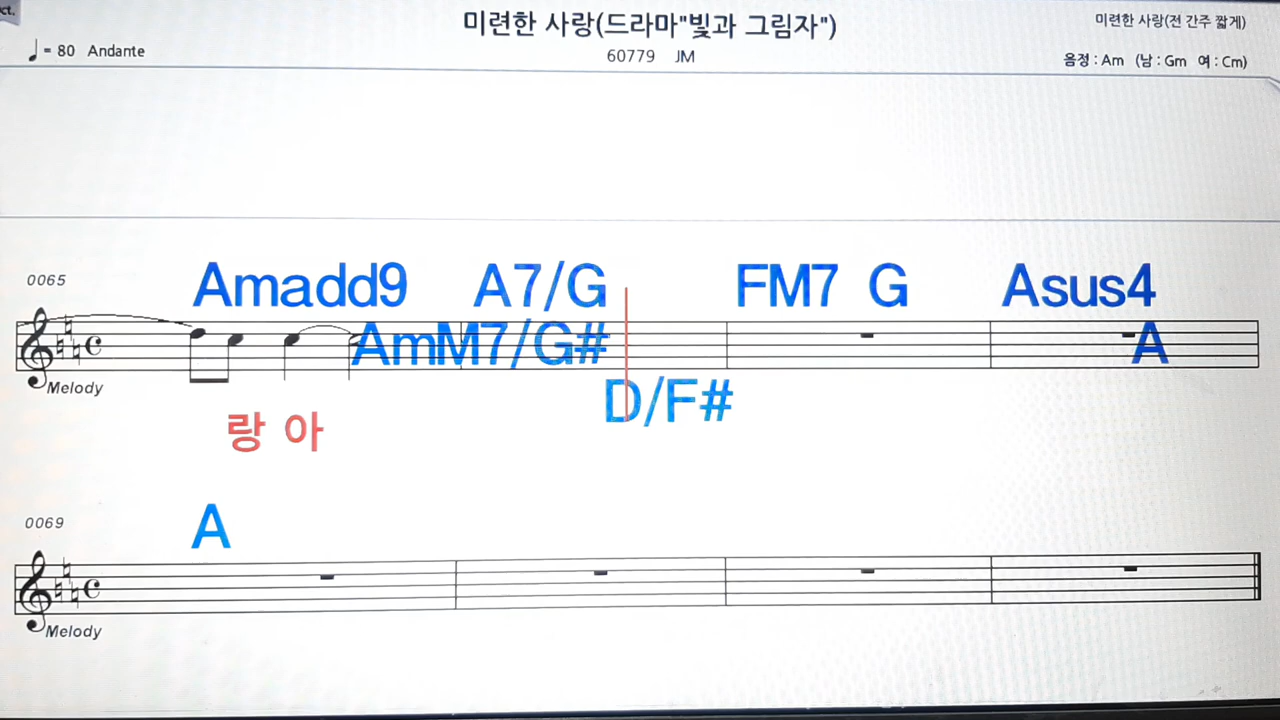 ct.
미련한 사랑(드라마"빛과 그림자")
미련한 사랑(전 간주 짧게)
♩ = 80 Andante
60779 JM
음정 : Am (남 : Gm 여 : Cm)
0065
Amadd9 A7/G FM7 G Asus4
AmM7/G# A
Melody
D/F#
랑 아
0069
A
Melody